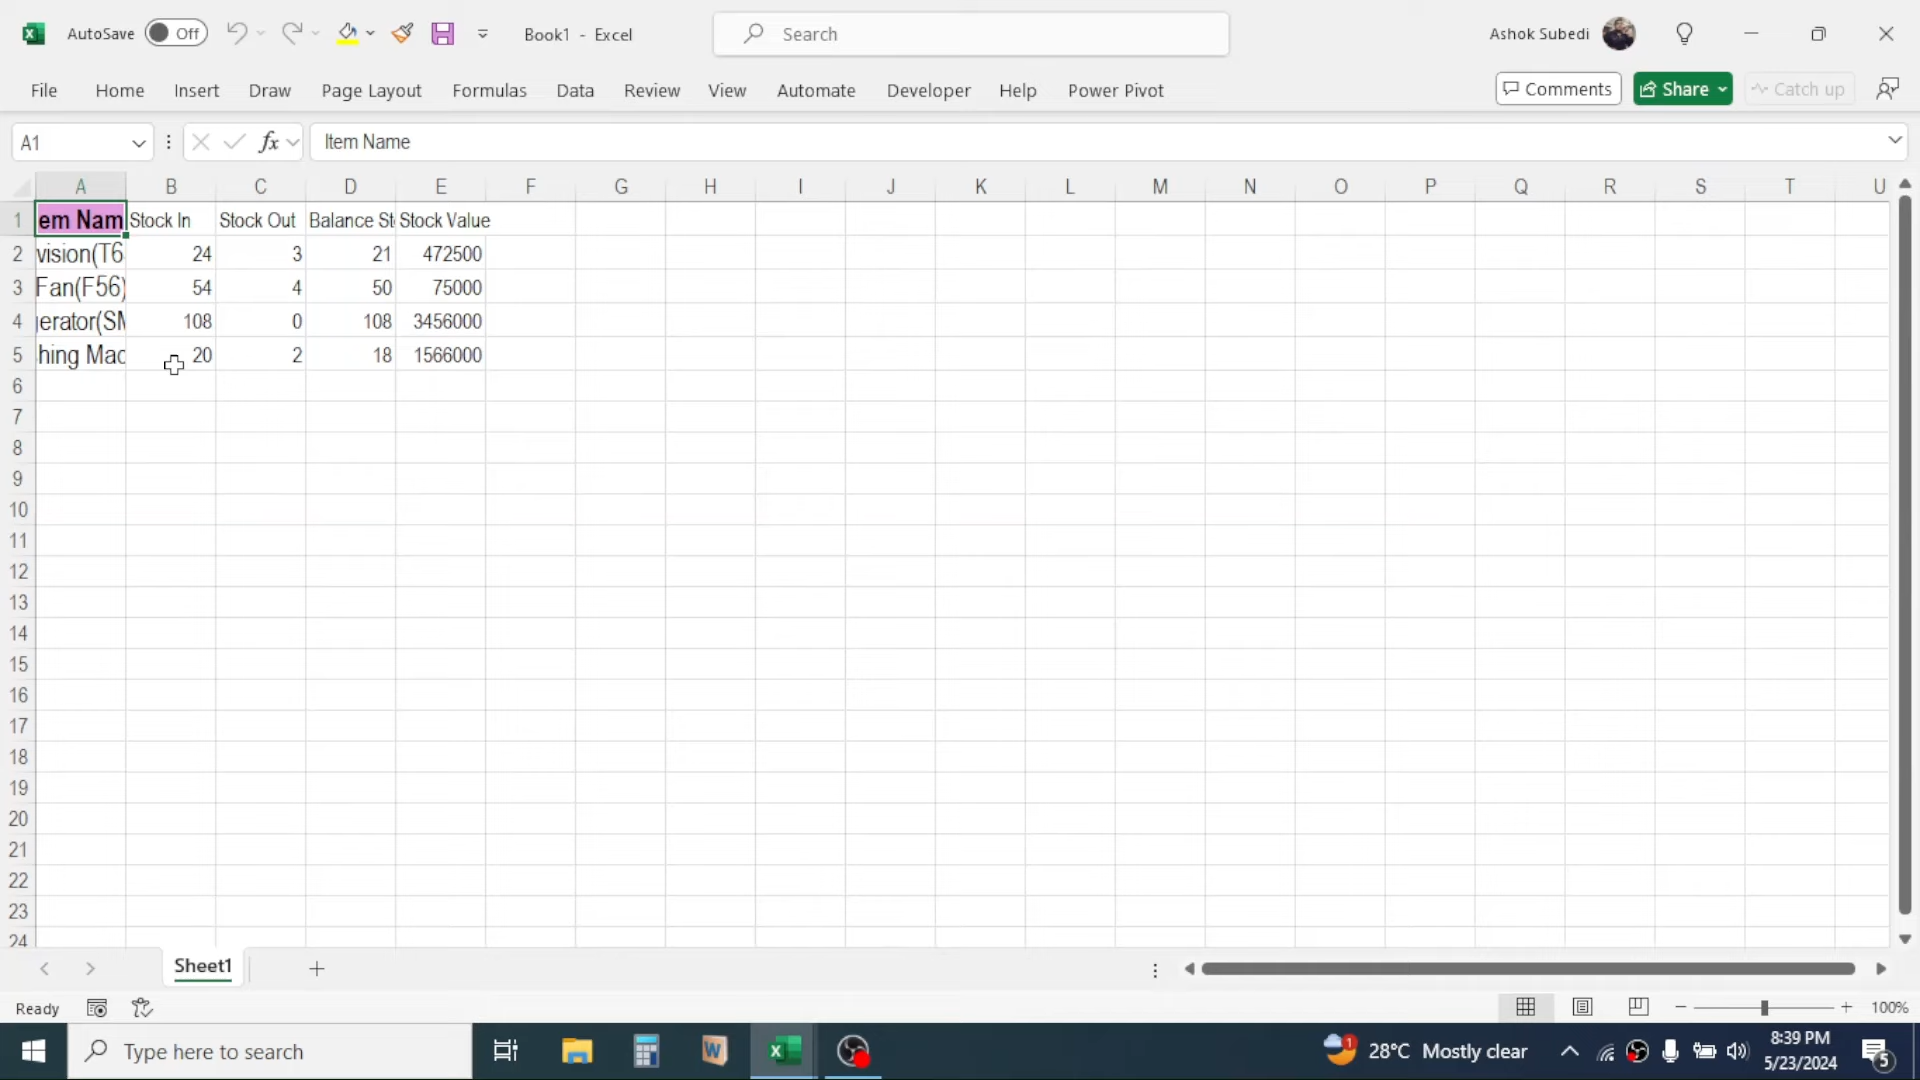 AutoSave Off Book1 - Excel Search Ashok Subedi
File Home Insert Draw Page Layout Formulas Data Review View Automate Developer Help Power Pivot Comments Share Catch up
A1 fx Item Name
A B C D E F G H I J K L M N O P Q R S T U
1 em Nam Stock In Stock Out Balance St Stock Value
2 vision(T6 24 3 21 472500
3 Fan(F56) 54 4 50 75000
4 gerator(SM 108 0 108 3456000
5 hing Mac 20 2 18 1566000
6
7
8
9
10
11
12
13
14
15
16
17
18
19
20
21
22
23
24
Sheet1
Ready 100%
Type here to search W 1 28°C Mostly clear 8:39 PM
5/23/2024 5